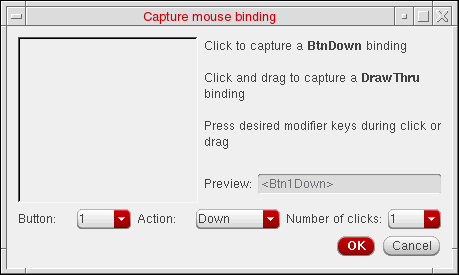 Capture mouse binding
Click to capture a BtnDown binding
Click and drag to capture a DrawThru
binding
Press desired modifier keys during click or
drag
Preview: <Btn1Down>
Button: 1 Action: Down Number of clicks: 1
OK Cancel